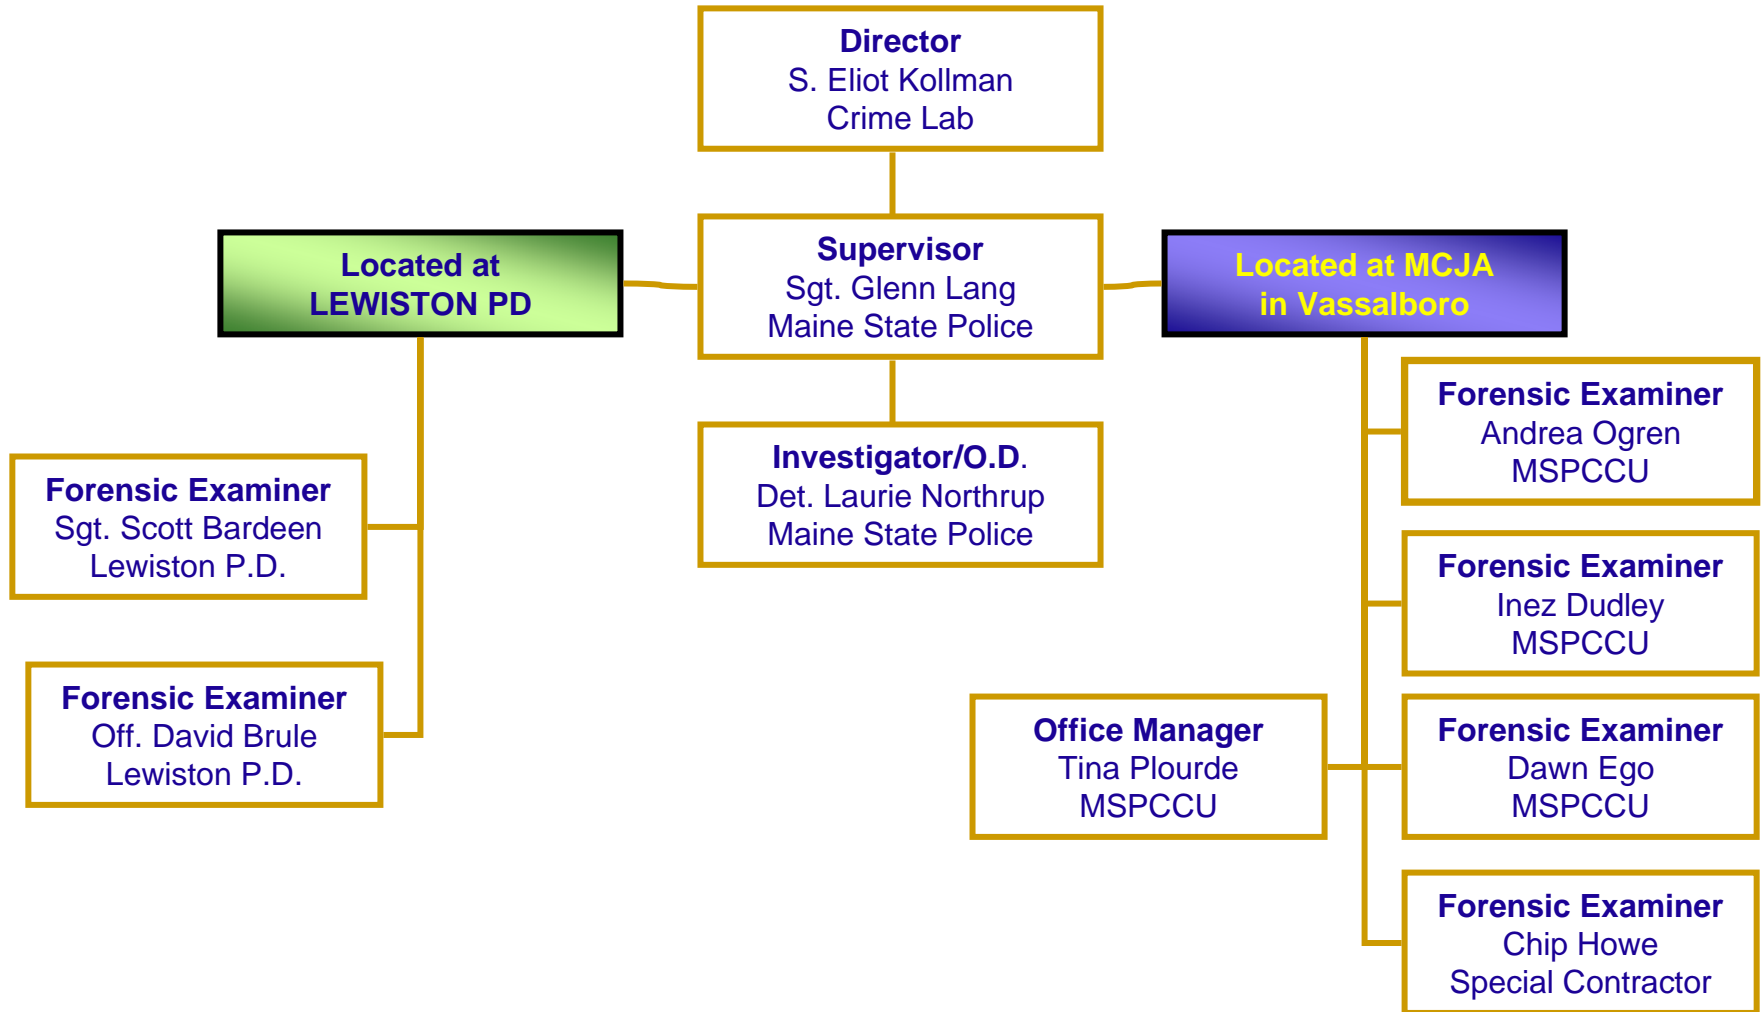 Director
S. Eliot Kollman
Crime Lab
Located at
LEWISTON PD
Supervisor
Sgt. Glenn Lang
Maine State Police
Located at MCJA
in Vassalboro
Investigator/O.D.
Det. Laurie Northrup
Maine State Police
Forensic Examiner
Sgt. Scott Bardeen
Lewiston P.D.
Forensic Examiner
Off. David Brule
Lewiston P.D.
Forensic Examiner
Andrea Ogren
MSPCCU
Forensic Examiner
Inez Dudley
MSPCCU
Office Manager
Tina Plourde
MSPCCU
Forensic Examiner
Dawn Ego
MSPCCU
Forensic Examiner
Chip Howe
Special Contractor